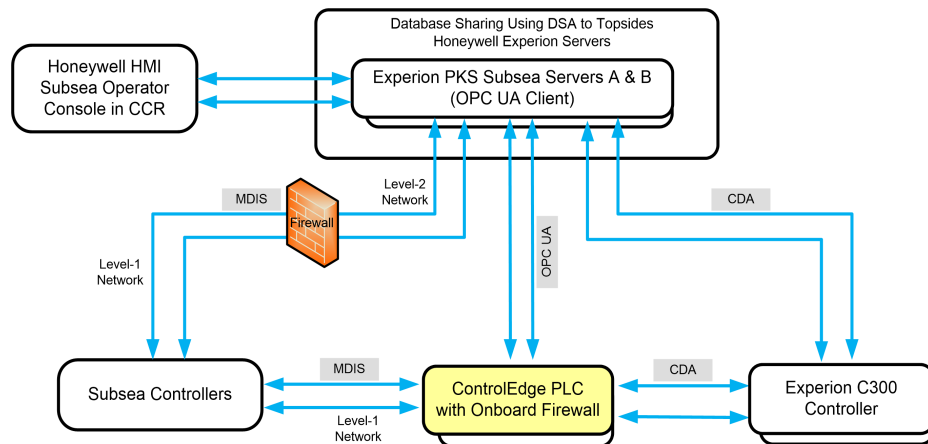 Database Sharing Using DSA to Topsides
Honeywell Experion Servers
Honeywell HMI
Subsea Operator
Console in CCR
Experion PKS Subsea Servers A & B
(OPC UA Client)
Level-2
Network
MDIS
Firewall
CDA
OPC UA
Level-1
Network
Subsea Controllers
MDIS
Level-1
Network
ControlEdge PLC
with Onboard Firewall
CDA
Experion C300
Controller